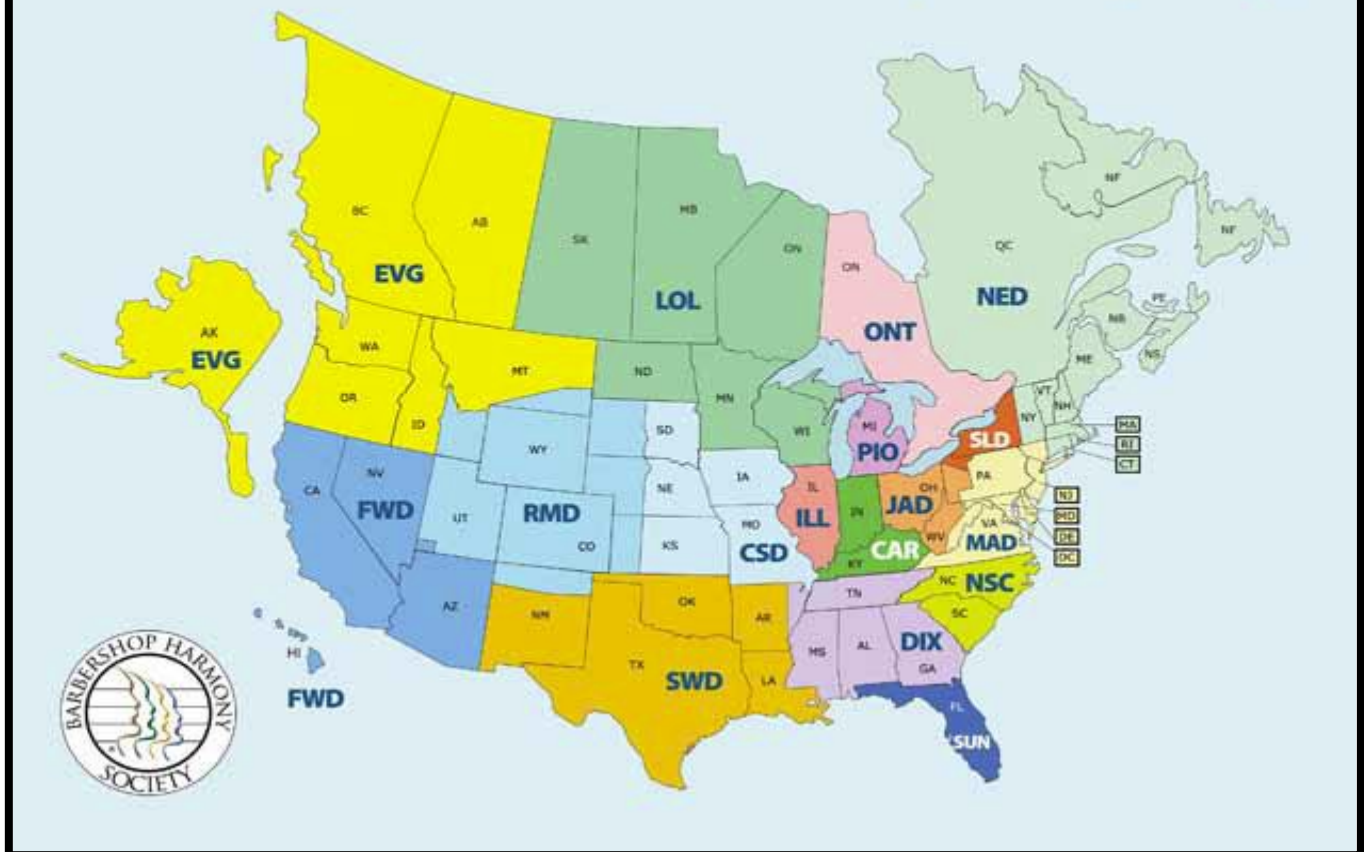 BC
AB
SK
MB
ON
ON
QC
NF
NF
NF
EVG
LOL
NED
ONT
PE
NB
NS
ME
AK
EVG
WA
MT
ND
OR
ID
MN
WI
MI
PIO
VT
NH
NY
MA
RI
CT
SLD
SD
WY
NE
IA
CA
NV
FWD
UT
RMD
CO
KS
MO
CSD
IL
ILL
IN
OH
JAD
PA
WV
VA
MAD
NJ
MD
DE
DC
KY
CAR
AZ
NM
OK
AR
TN
NC
NSC
SC
TX
SWD
LA
MS
AL
DIX
GA
HI
FWD
FL
SUN
BARBERSHOP HARMONY
SOCIETY